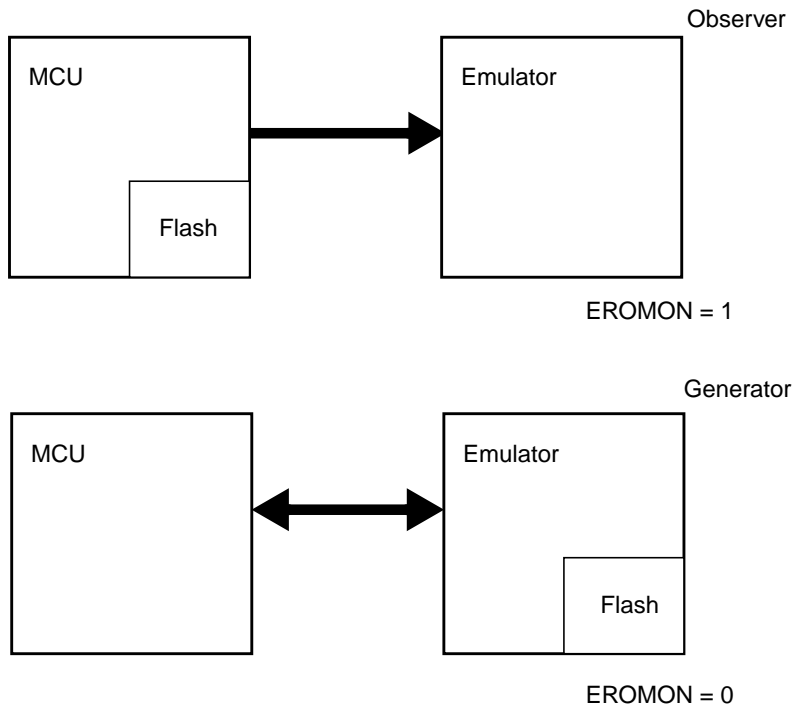 Observer
MCU
Emulator
Flash
EROMON = 1
Generator
MCU
Emulator
Flash
EROMON = 0